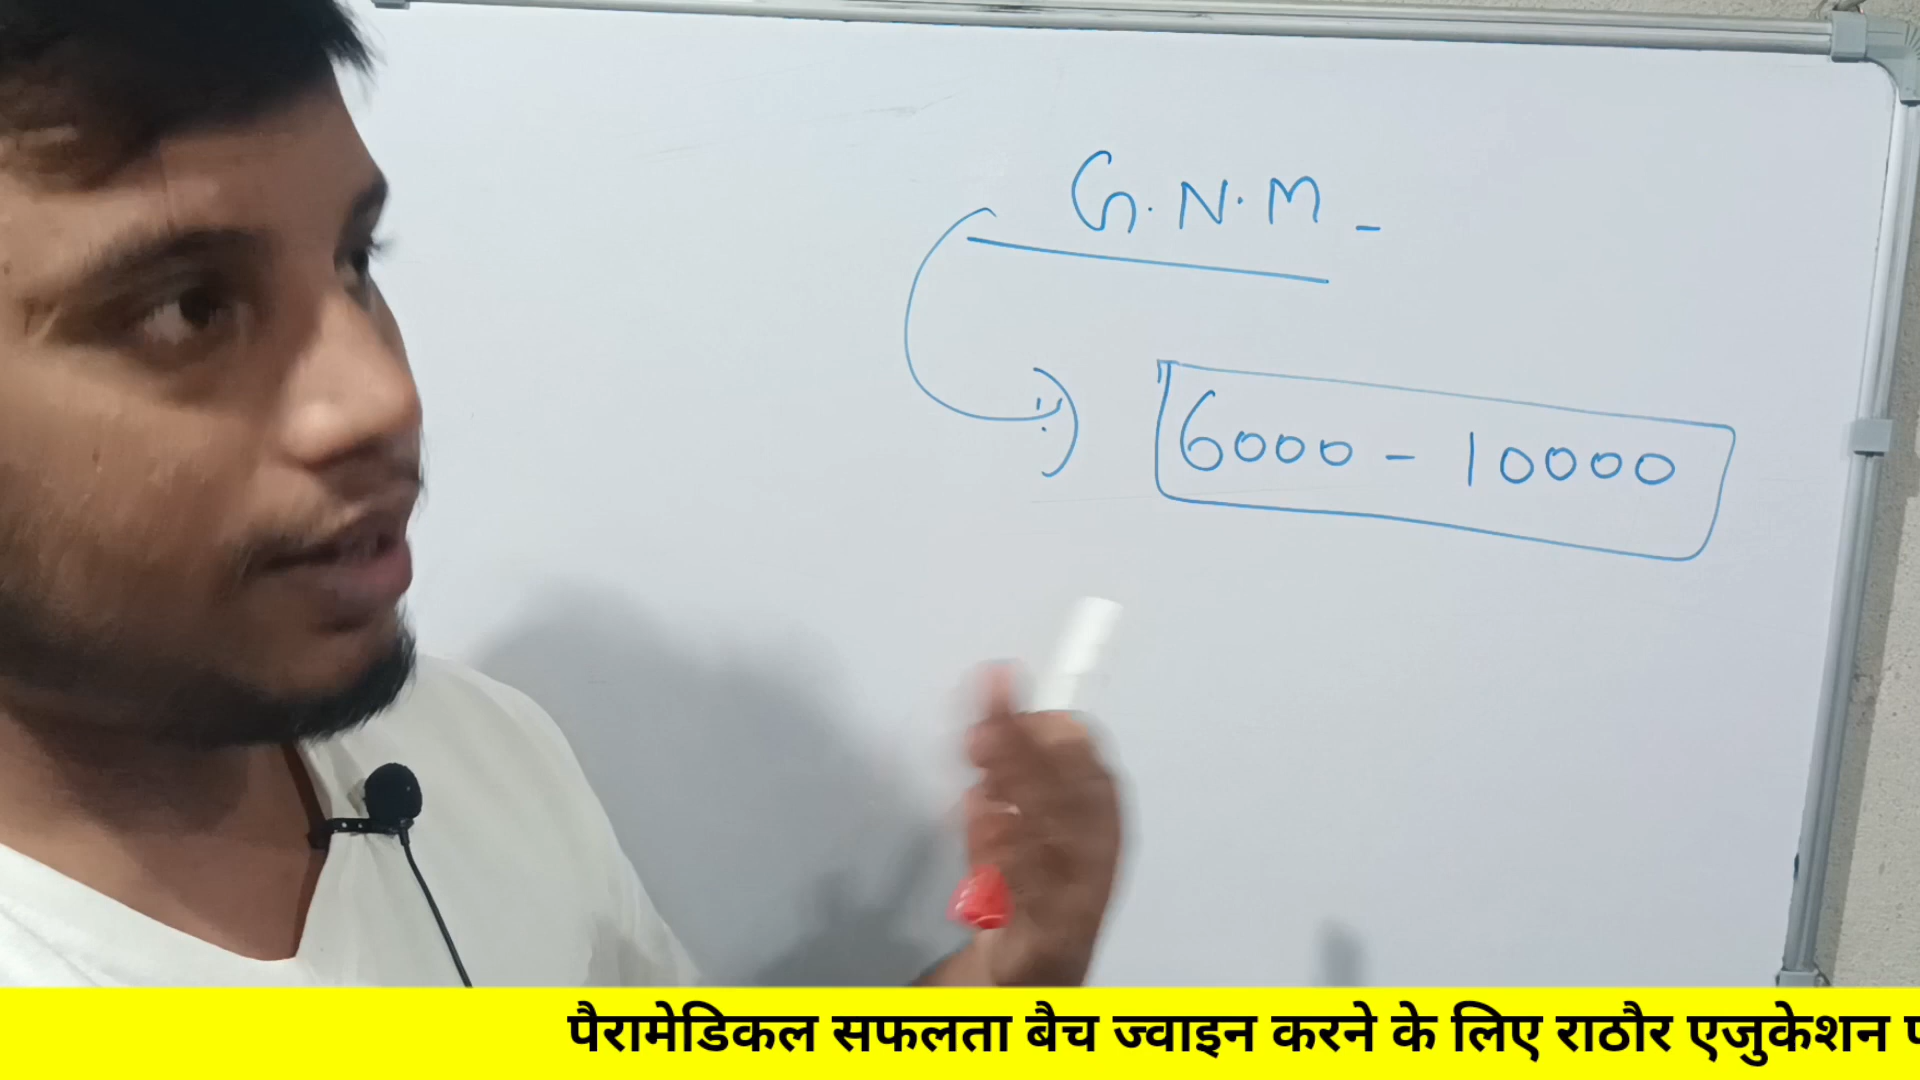 G.N.M -
6000 - 10000
पैरामेडिकल सफलता बैच ज्वाइन करने के लिए राठौर एजुकेशन